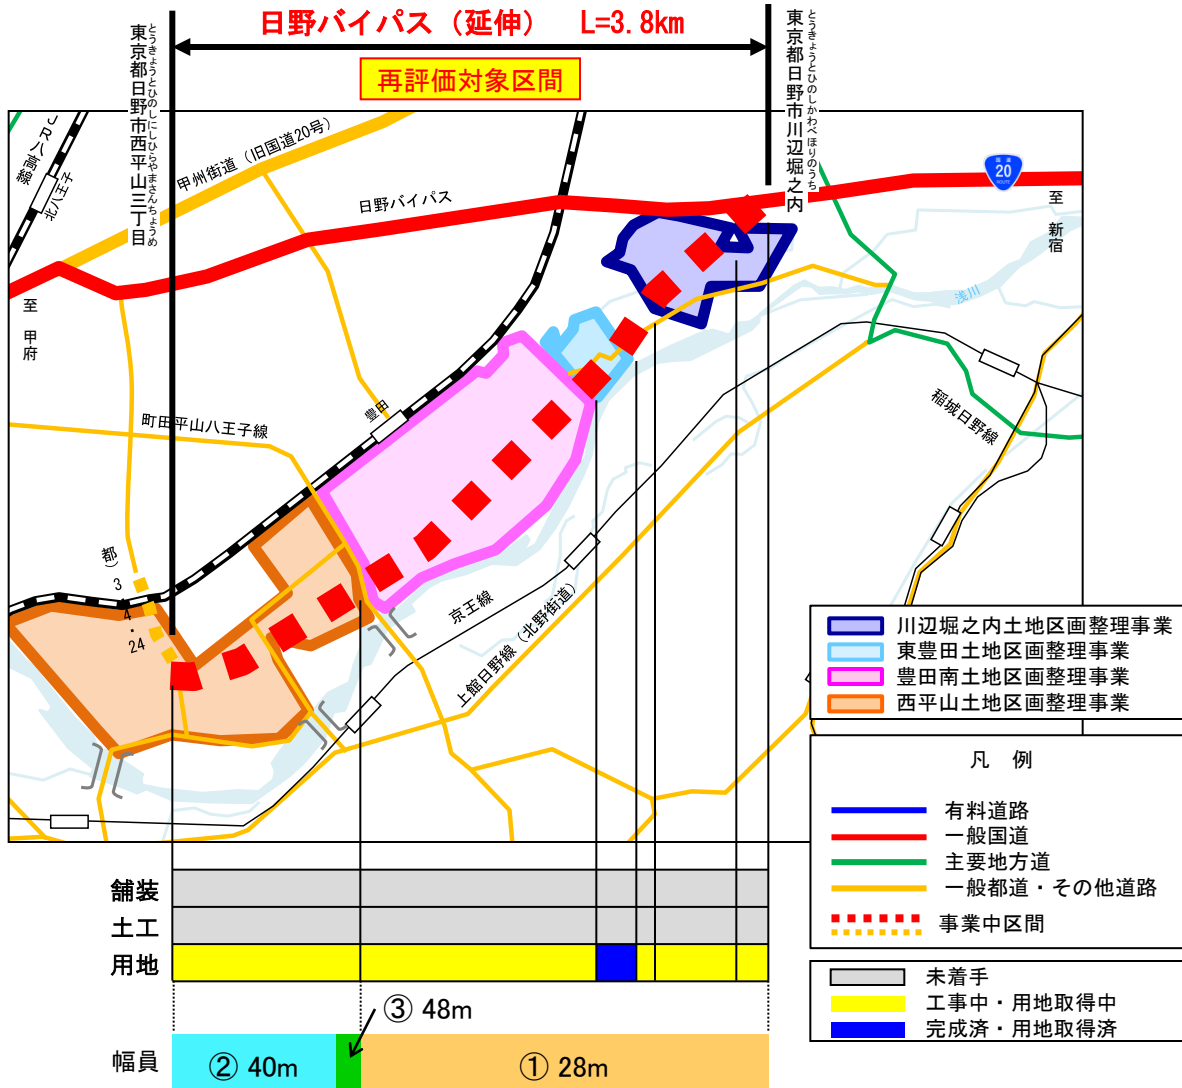 日野バイパス（延伸）　L=3.8km
再評価対象区間
東京都日野市西平山三丁目
とうきょうとひのしにしひらやまさんちょうめ
東京都日野市川辺堀之内
とうきょうとひのしかわべほりのうち
JR八高線
北八王子
甲州街道（旧国道20号）
日野バイパス
国道
20
ROUTE
至　新宿
至　甲府
浅川
豊田
町田平山八王子線
稲城日野線
都）3・4・24
京王線
上館日野線（北野街道）
川辺堀之内土地区画整理事業
東豊田土地区画整理事業
豊田南土地区画整理事業
西平山土地区画整理事業
凡　例
有料道路
一般国道
主要地方道
一般都道・その他道路
事業中区間
未着手
工事中・用地取得中
完成済・用地取得済
舗装
土工
用地
③ 48m
幅員
② 40m
① 28m